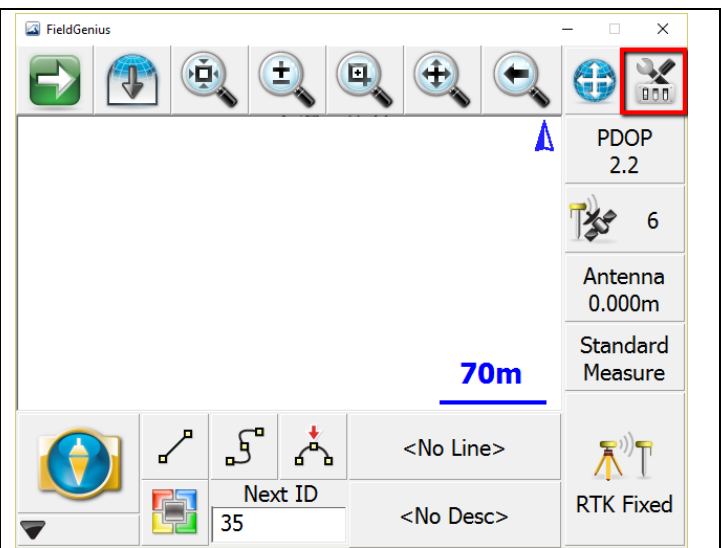 FieldGenius
PDOP
2.2
6
Antenna
0.000m
Standard
Measure
70m
<No Line>
Next ID
35
<No Desc>
RTK Fixed